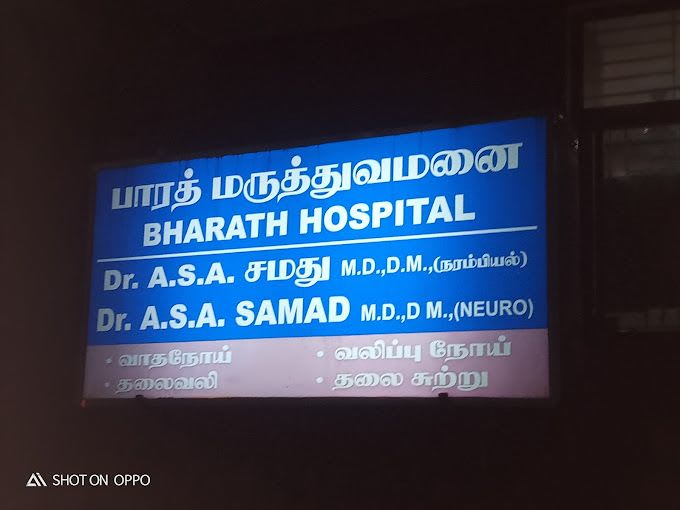 பாரத் மருத்துவமனை
BHARATH HOSPITAL
Dr. A.S.A. சமது M.D.,D.M.,(நரம்பியல்)
Dr. A.S.A. SAMAD M.D.,D M.,(NEURO)
• வாதநோய் • வலிப்பு நோய்
• தலைவலி • தலை சுற்று
SHOT ON OPPO